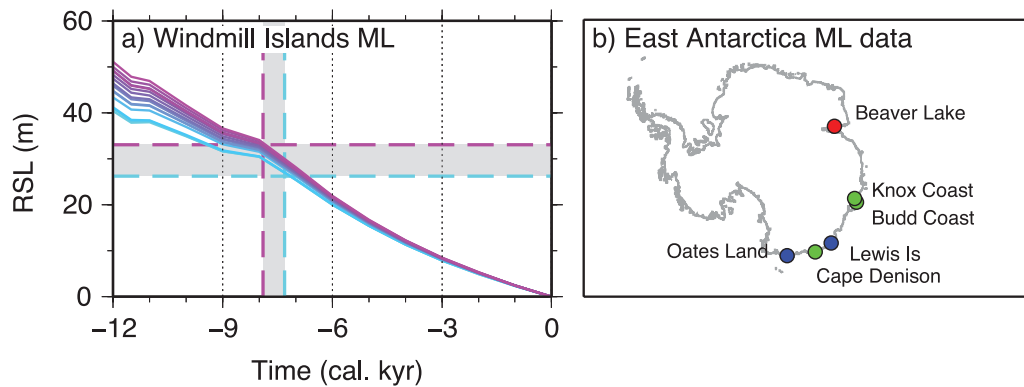 a) Windmill Islands ML
60
40
20
0
RSL (m)
−12
−9
−6
−3
0
Time (cal. kyr)
b) East Antarctica ML data
Beaver Lake
Knox Coast
Budd Coast
Oates Land
Lewis Is
Cape Denison